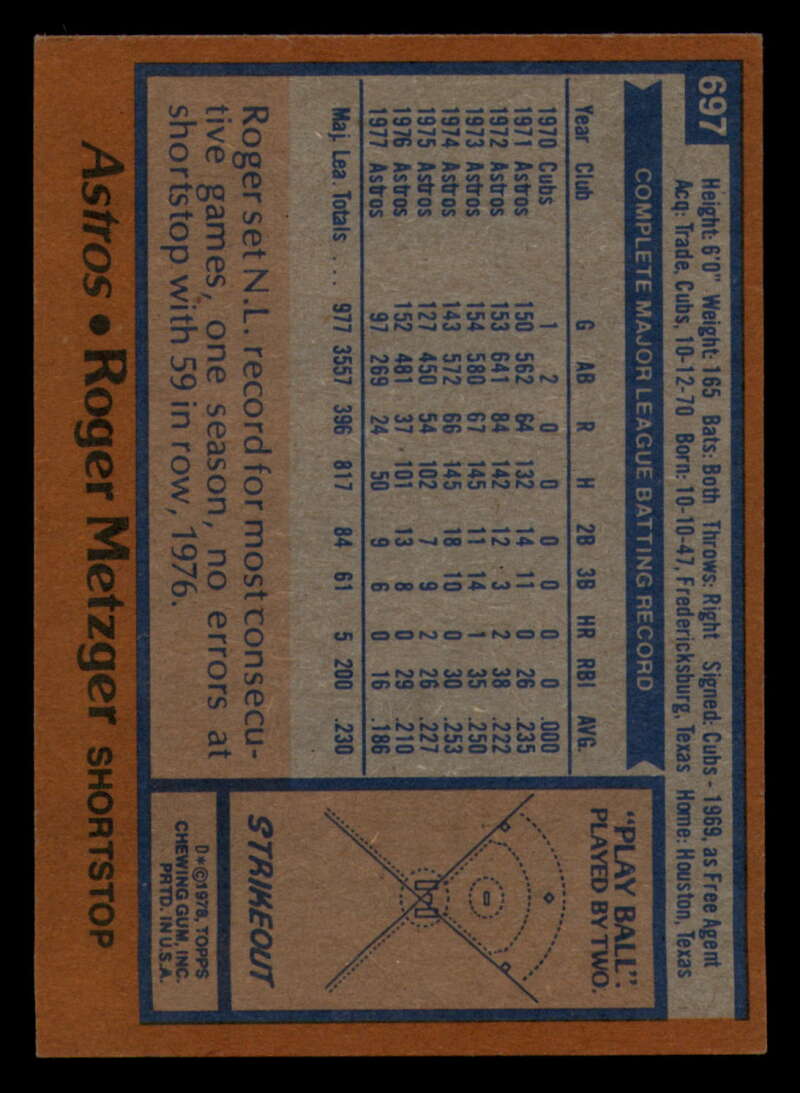 697
Height: 6'0" Weight: 165 Bats: Both Throws: Right Signed: Cubs - 1969, as Free Agent
Acq: Trade, Cubs, 10-12-70 Born: 10-10-47, Fredericksburg, Texas Home: Houston, Texas
COMPLETE MAJOR LEAGUE BATTING RECORD
Year Club G AB R H 2B 3B HR RBI AVG.
1970 Cubs 1 2 0 0 0 0 0 0 .000
1971 Astros 150 562 64 132 14 11 0 26 .235
1972 Astros 153 641 84 142 12 3 2 38 .222
1973 Astros 154 580 67 145 11 14 1 35 .250
1974 Astros 143 572 66 145 18 10 0 30 .253
1975 Astros 127 450 54 102 7 9 2 26 .227
1976 Astros 152 481 37 101 13 8 0 29 .210
1977 Astros 97 269 24 50 9 6 0 16 .186
Maj. Lea. Totals ... 977 3557 396 817 84 61 5 200 .230
Roger set N.L. record for most consecu-
tive games, one season, no errors at
shortstop with 59 in row, 1976.
"PLAY BALL":
PLAYED BY TWO.
STRIKEOUT
D*©1978, TOPPS
CHEWING GUM, INC.
PRTD. IN U.S.A.
Astros • Roger Metzger SHORTSTOP